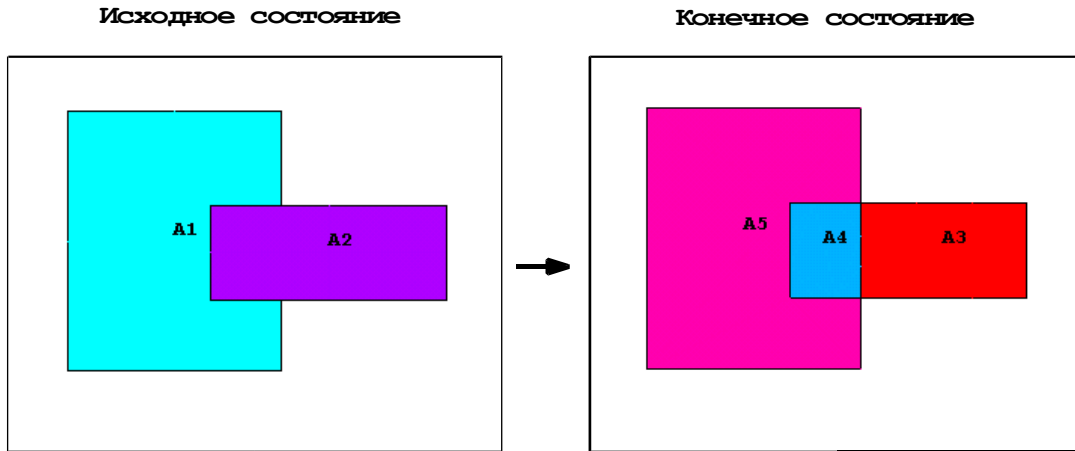 Исходное состояние
Конечное состояние
A1
A2
A5
A4
A3